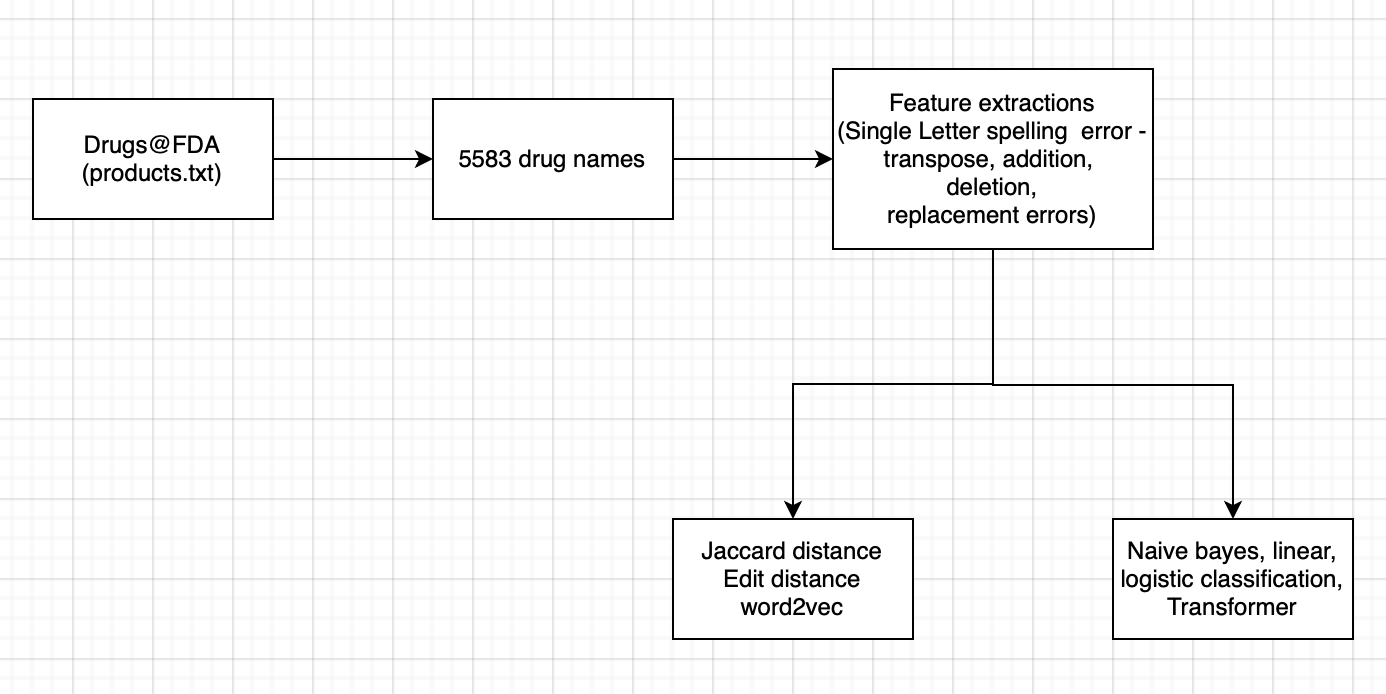 Drugs@FDA
(products.txt)
5583 drug names
Feature extractions
(Single Letter spelling  error -
transpose, addition,
deletion,
replacement errors)
Jaccard distance
Edit distance
word2vec
Naive bayes, linear,
logistic classification,
Transformer